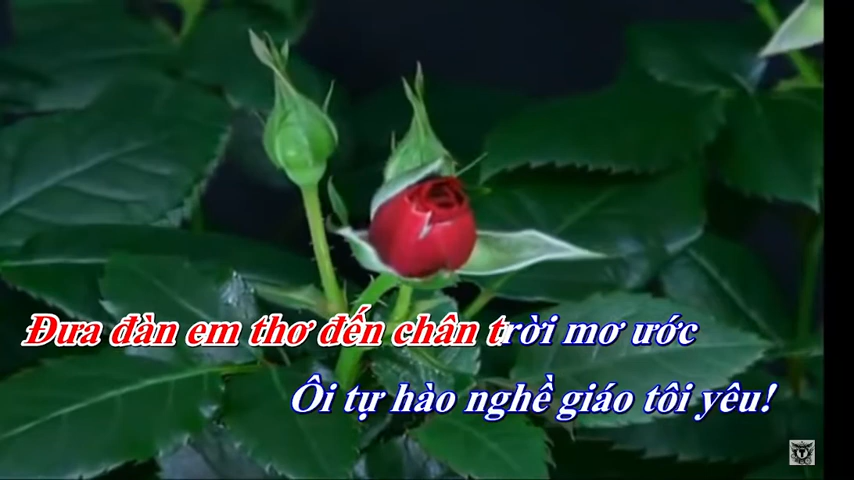 Đưa đàn em thơ đến chân trời mơ ước
Ôi tự hào nghề giáo tôi yêu!